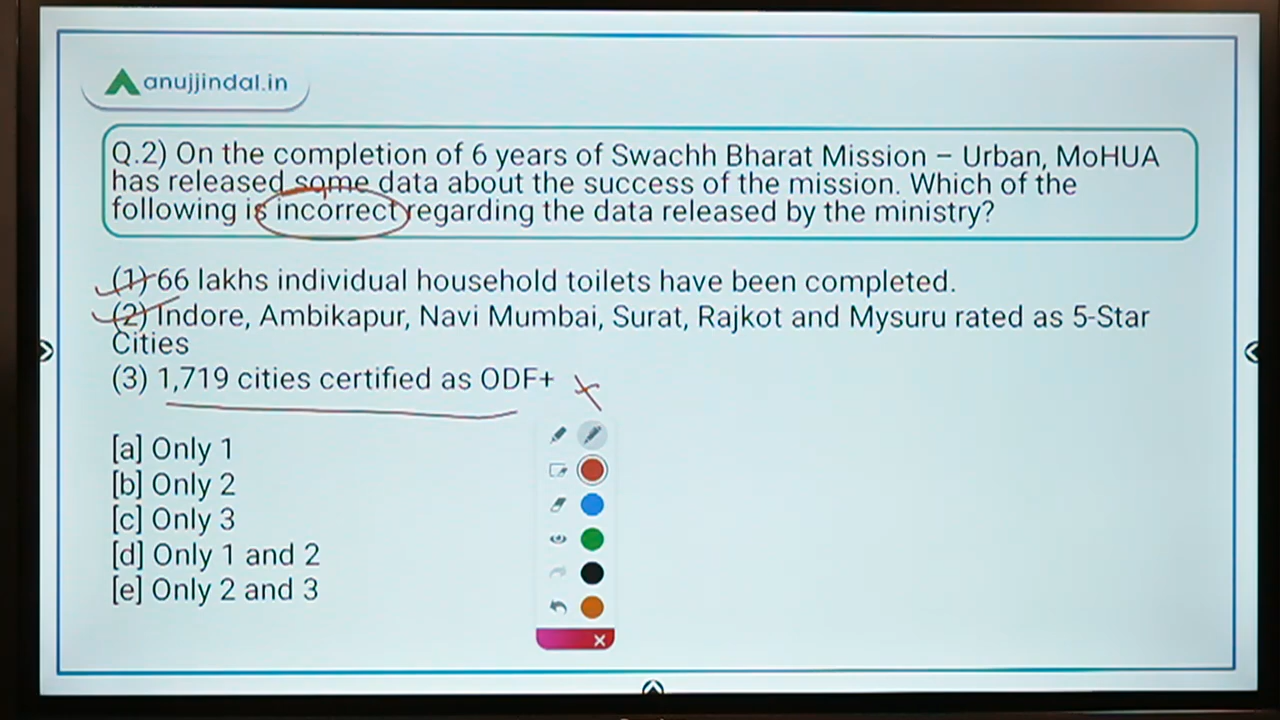 anujjindal.in
Q.2) On the completion of 6 years of Swachh Bharat Mission – Urban, MoHUA
has released some data about the success of the mission. Which of the
following is incorrect regarding the data released by the ministry?
(1) 66 lakhs individual household toilets have been completed.
(2) Indore, Ambikapur, Navi Mumbai, Surat, Rajkot and Mysuru rated as 5-Star
Cities
(3) 1,719 cities certified as ODF+
[a] Only 1
[b] Only 2
[c] Only 3
[d] Only 1 and 2
[e] Only 2 and 3